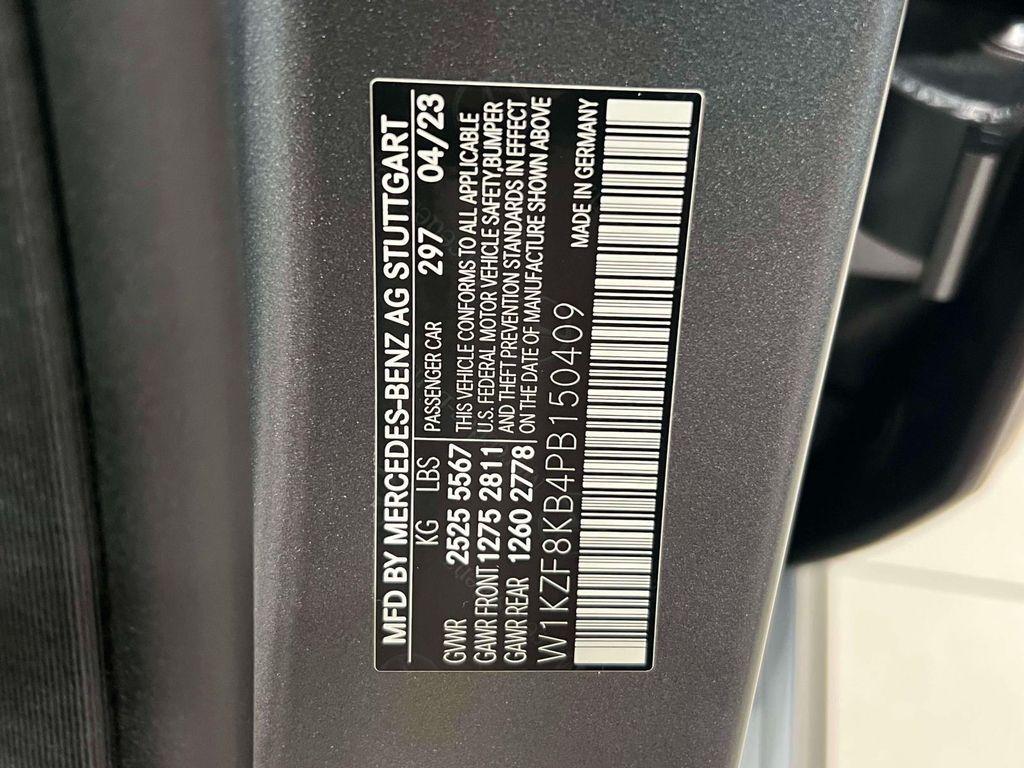 MFD BY MERCEDES-BENZ AG STUTTGART
KG LBS PASSENGER CAR 297 04/23
GVWR 2525 5567
GAWR FRONT 1275 2811
GAWR REAR 1260 2778
THIS VEHICLE CONFORMS TO ALL APPLICABLE
U.S. FEDERAL MOTOR VEHICLE SAFETY,BUMPER
AND THEFT PREVENTION STANDARDS IN EFFECT
ON THE DATE OF MANUFACTURE SHOWN ABOVE
W1KZF8KB4PB150409 MADE IN GERMANY